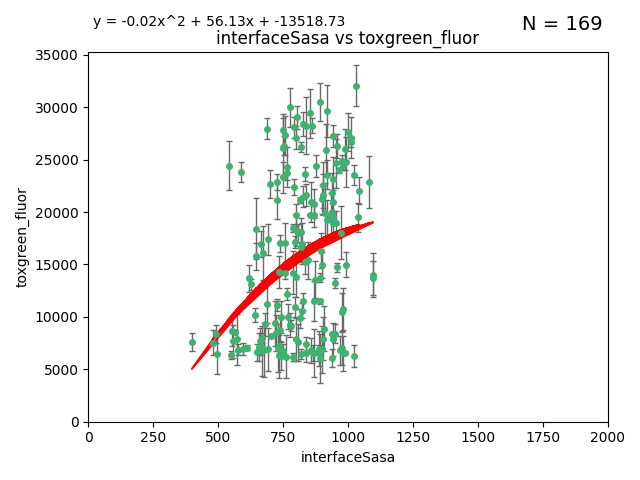 y = -0.02x^2 + 56.13x + -13518.73
N = 169
interfaceSasa vs toxgreen_fluor
35000
30000
25000
20000
15000
10000
5000
0
toxgreen_fluor
0 250 500 750 1000 1250 1500 1750 2000
interfaceSasa